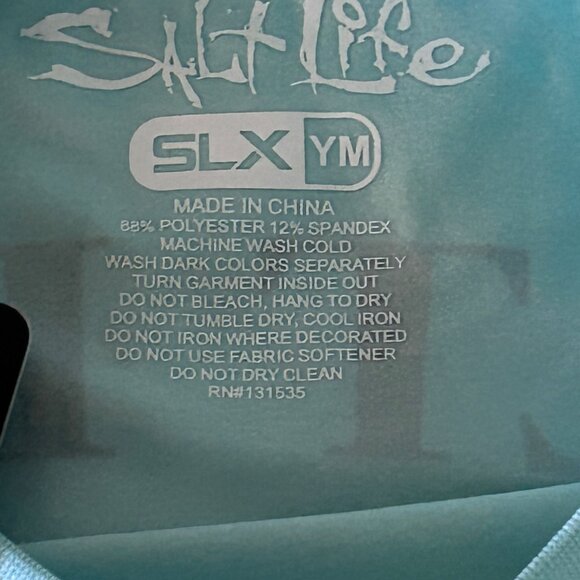 Salt Life
SLX YM
MADE IN CHINA
88% POLYESTER 12% SPANDEX
MACHINE WASH COLD
WASH DARK COLORS SEPARATELY
TURN GARMENT INSIDE OUT
DO NOT BLEACH, HANG TO DRY
DO NOT TUMBLE DRY, COOL IRON
DO NOT IRON WHERE DECORATED
DO NOT USE FABRIC SOFTENER
DO NOT DRY CLEAN
RN#131535